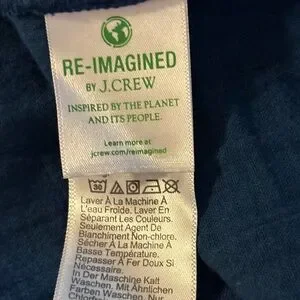 RE-IMAGINED
BY J.CREW
INSPIRED BY THE PLANET
AND ITS PEOPLE.
Learn more at
jcrew.com/reimagined
30
Laver À La Machine À
L'eau Froide. Laver En
Séparant Les Couleurs.
Seulement Agent De
Blanchiment Non-chlore.
Sécher À La Machine À
Basse Température.
Repasser À Fer Doux Si
Nécessaire.
In Der Maschine Kalt
Waschen. Mit Ähnlichen
Farben Waschen. Nur